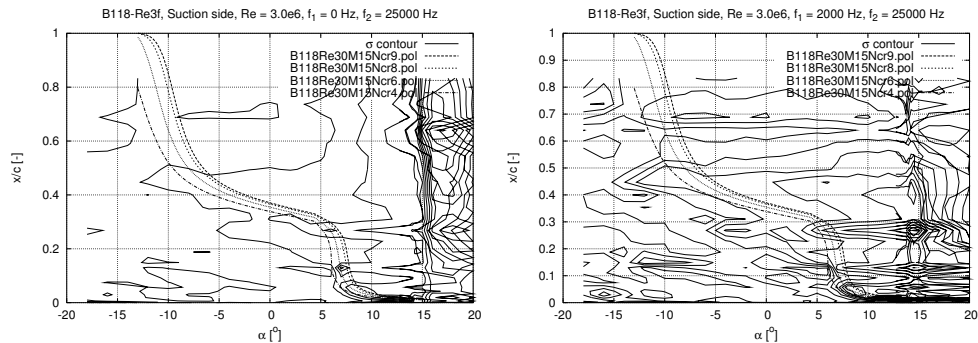 B118-Re3f, Suction side, Re = 3.0e6, f1 = 0 Hz, f2 = 25000 Hz
σ contour
B118Re30M15Ncr9.pol
B118Re30M15Ncr8.pol
B118Re30M15Ncr6.pol
B118Re30M15Ncr4.pol
x/c [-]
1
0.8
0.6
0.4
0.2
0
-20 -15 -10 -5 0 5 10 15 20
α [o]
B118-Re3f, Suction side, Re = 3.0e6, f1 = 2000 Hz, f2 = 25000 Hz
σ contour
B118Re30M15Ncr9.pol
B118Re30M15Ncr8.pol
B118Re30M15Ncr6.pol
B118Re30M15Ncr4.pol
x/c [-]
1
0.9
0.8
0.7
0.6
0.5
0.4
0.3
0.2
0.1
0
-20 -15 -10 -5 0 5 10 15 20
α [o]